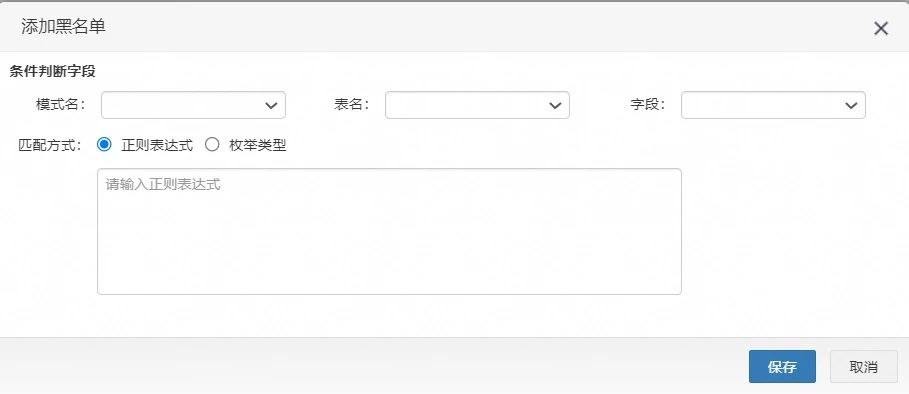 添加黑名单
条件判断字段
模式名： 表名： 字段：
匹配方式： 正则表达式 枚举类型
请输入正则表达式
保存 取消